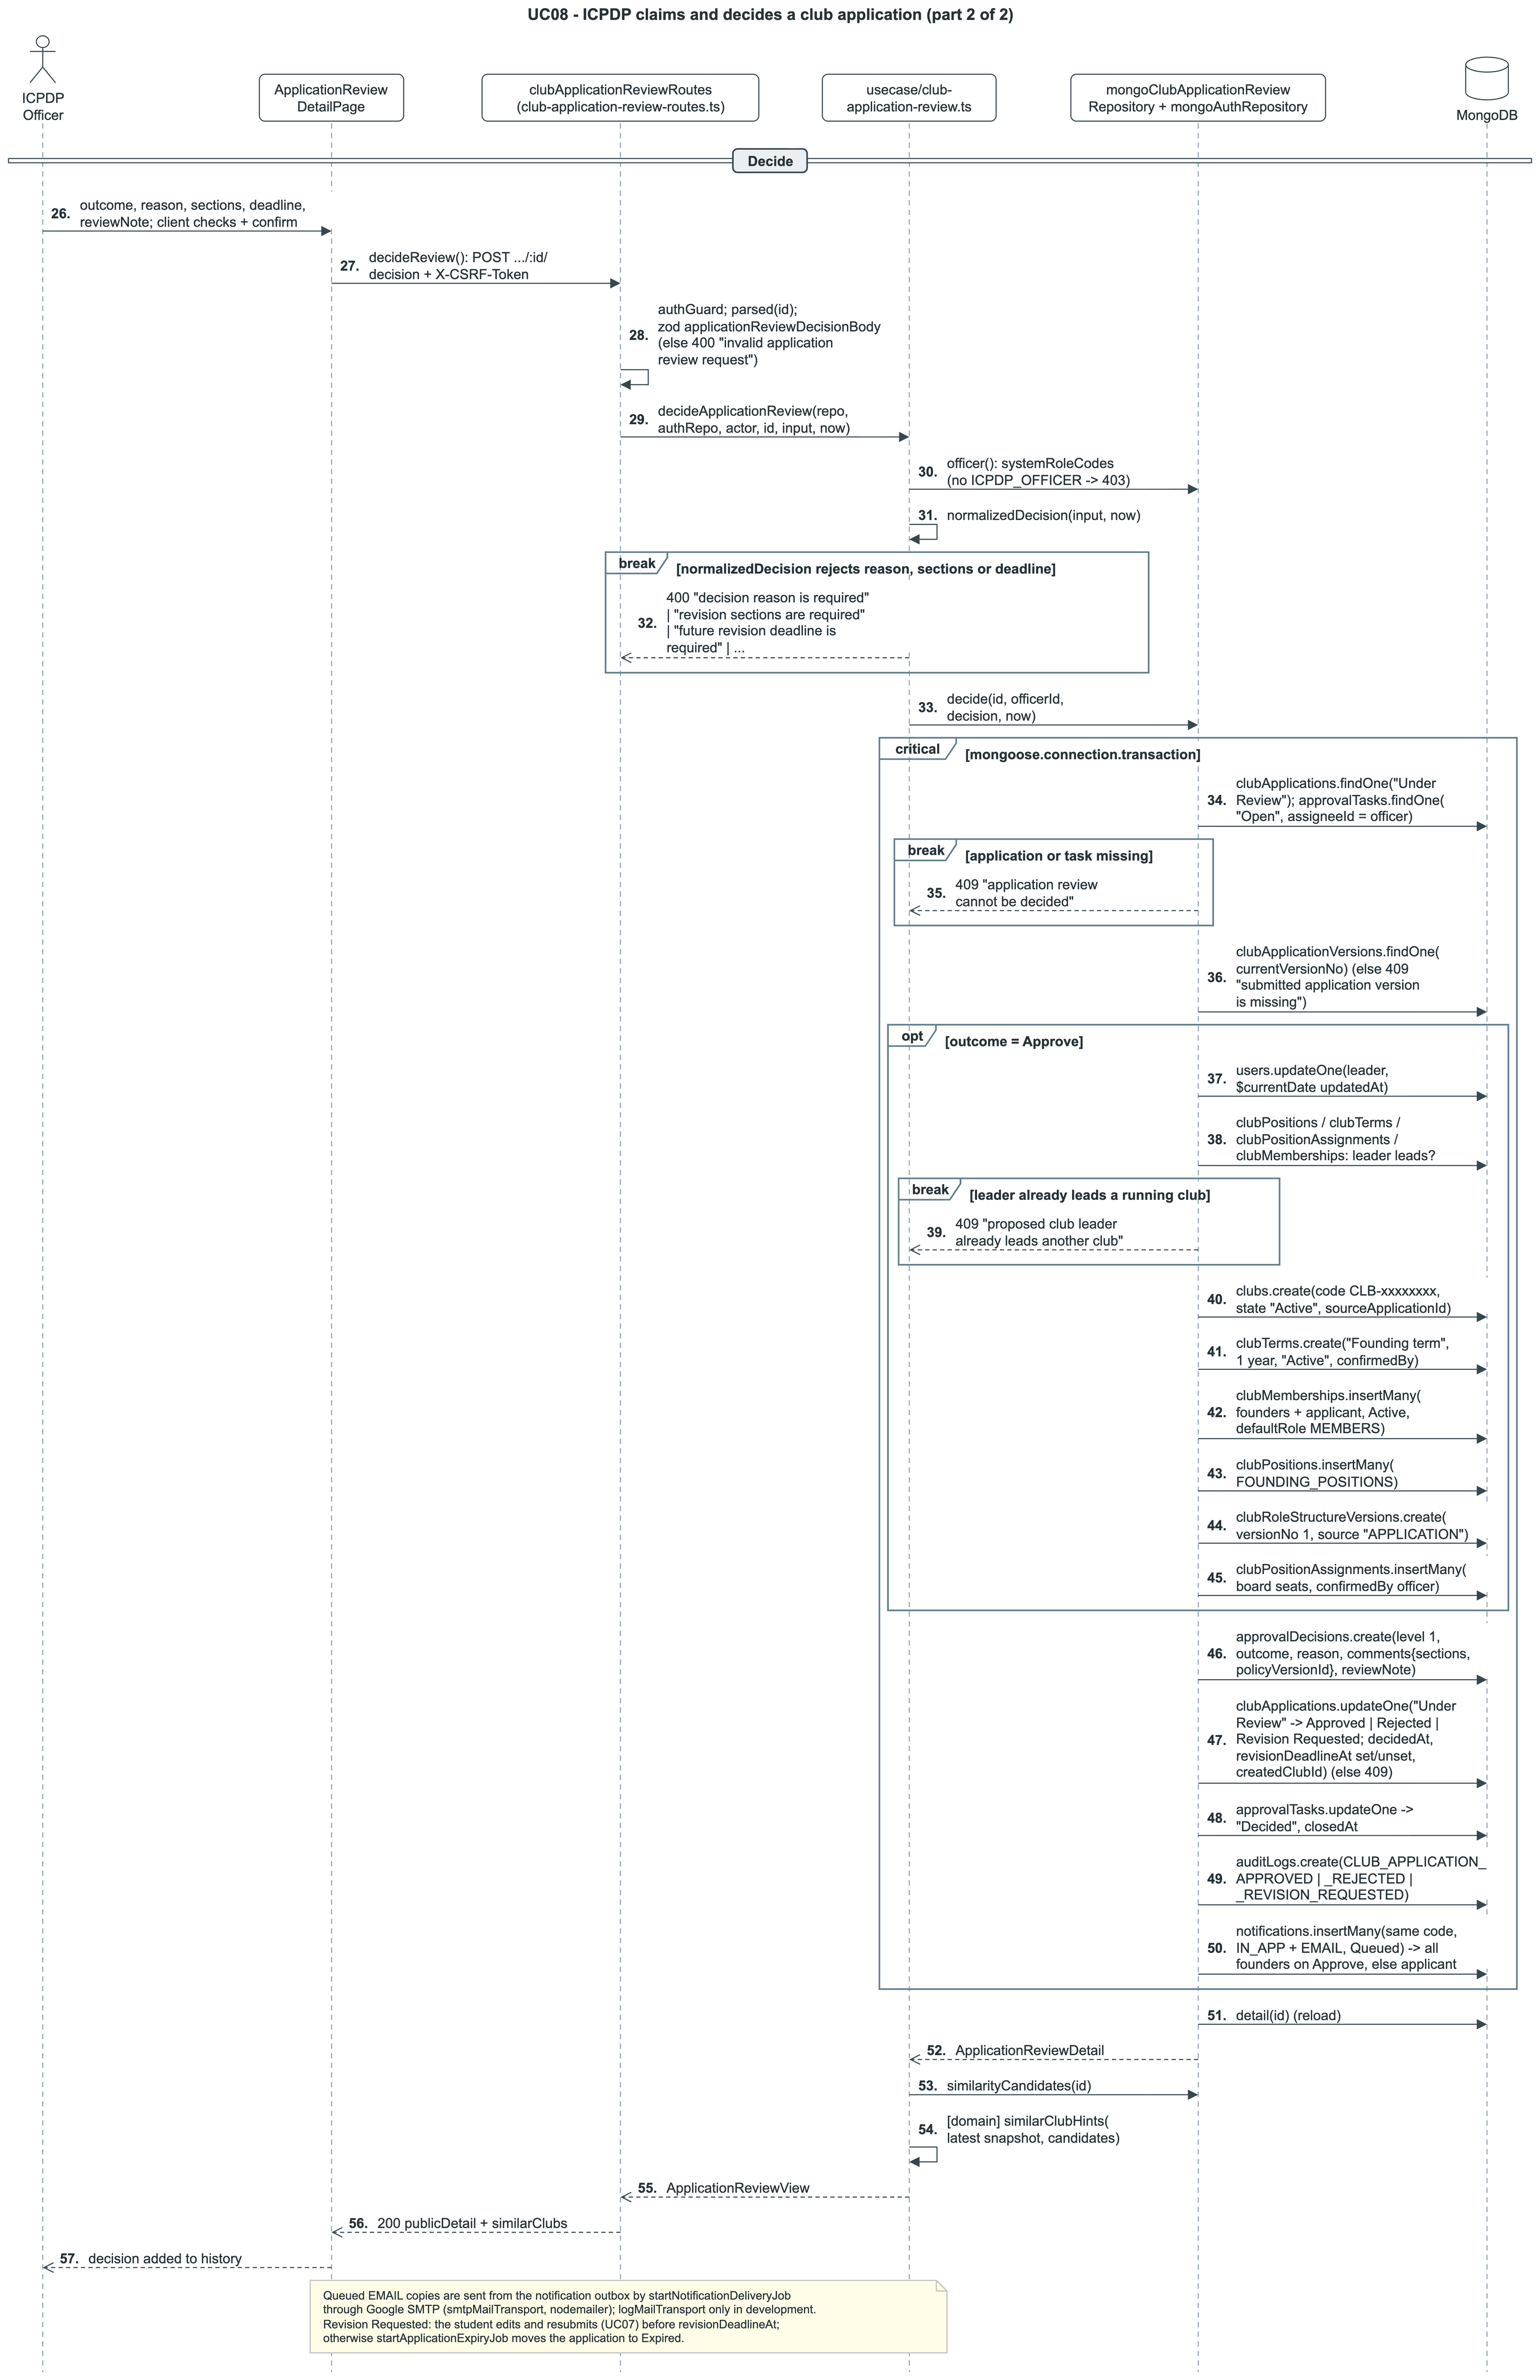 UC08 - ICPDP claims and decides a club application (part 2 of 2)
ICPDP
Officer
ApplicationReview
DetailPage
clubApplicationReviewRoutes
(club-application-review-routes.ts)
usecase/club-
application-review.ts
mongoClubApplicationReview
Repository + mongoAuthRepository
MongoDB
Decide
26. outcome, reason, sections, deadline,
reviewNote; client checks + confirm
27. decideReview(): POST .../:id/
decision + X-CSRF-Token
28. authGuard; parsed(id);
zod applicationReviewDecisionBody
(else 400 "invalid application
review request")
29. decideApplicationReview(repo,
authRepo, actor, id, input, now)
30. officer(): systemRoleCodes
(no ICPDP_OFFICER -> 403)
31. normalizedDecision(input, now)
break [normalizedDecision rejects reason, sections or deadline]
32. 400 "decision reason is required"
| "revision sections are required"
| "future revision deadline is
required" | ...
33. decide(id, officerId,
decision, now)
critical [mongoose.connection.transaction]
34. clubApplications.findOne("Under
Review"); approvalTasks.findOne(
"Open", assigneeId = officer)
break [application or task missing]
35. 409 "application review
cannot be decided"
36. clubApplicationVersions.findOne(
currentVersionNo) (else 409
"submitted application version
is missing")
opt [outcome = Approve]
37. users.updateOne(leader,
$currentDate updatedAt)
38. clubPositions / clubTerms /
clubPositionAssignments /
clubMemberships: leader leads?
break [leader already leads a running club]
39. 409 "proposed club leader
already leads another club"
40. clubs.create(code CLB-xxxxxxxx,
state "Active", sourceApplicationId)
41. clubTerms.create("Founding term",
1 year, "Active", confirmedBy)
42. clubMemberships.insertMany(
founders + applicant, Active,
defaultRole MEMBERS)
43. clubPositions.insertMany(
FOUNDING_POSITIONS)
44. clubRoleStructureVersions.create(
versionNo 1, source "APPLICATION")
45. clubPositionAssignments.insertMany(
board seats, confirmedBy officer)
46. approvalDecisions.create(level 1,
outcome, reason, comments{sections,
policyVersionId}, reviewNote)
47. clubApplications.updateOne("Under
Review" -> Approved | Rejected |
Revision Requested; decidedAt,
revisionDeadlineAt set/unset,
createdClubId) (else 409)
48. approvalTasks.updateOne ->
"Decided", closedAt
49. auditLogs.create(CLUB_APPLICATION_
APPROVED | _REJECTED |
_REVISION_REQUESTED)
50. notifications.insertMany(same code,
IN_APP + EMAIL, Queued) -> all
founders on Approve, else applicant
51. detail(id) (reload)
52. ApplicationReviewDetail
53. similarityCandidates(id)
54. [domain] similarClubHints(
latest snapshot, candidates)
55. ApplicationReviewView
56. 200 publicDetail + similarClubs
57. decision added to history
Queued EMAIL copies are sent from the notification outbox by startNotificationDeliveryJob
through Google SMTP (smtpMailTransport, nodemailer); logMailTransport only in development.
Revision Requested: the student edits and resubmits (UC07) before revisionDeadlineAt;
otherwise startApplicationExpiryJob moves the application to Expired.